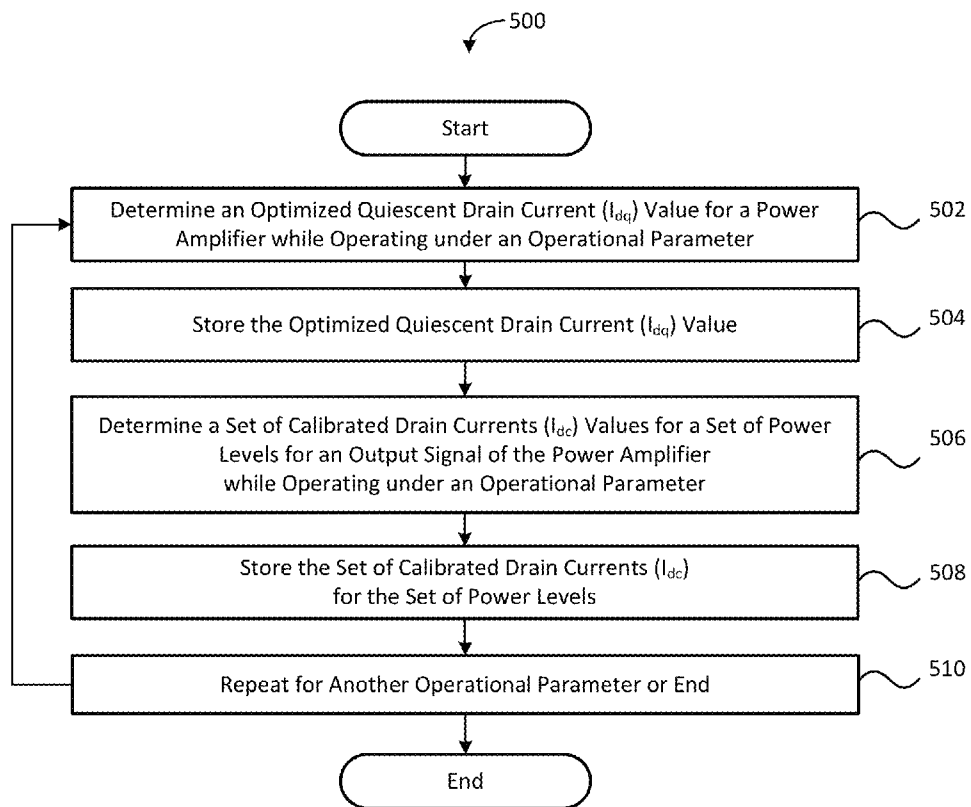 500
Start
Determine an Optimized Quiescent Drain Current (Idq) Value for a Power
Amplifier while Operating under an Operational Parameter
502
Store the Optimized Quiescent Drain Current (Idq) Value
504
Determine a Set of Calibrated Drain Currents (Idc) Values for a Set of Power
Levels for an Output Signal of the Power Amplifier
while Operating under an Operational Parameter
506
Store the Set of Calibrated Drain Currents (Idc)
for the Set of Power Levels
508
Repeat for Another Operational Parameter or End
510
End